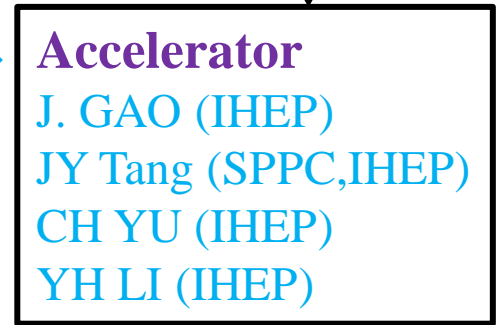 Accelerator
J. GAO (IHEP)
JY Tang (SPPC,IHEP)
CH YU (IHEP)
YH LI (IHEP)